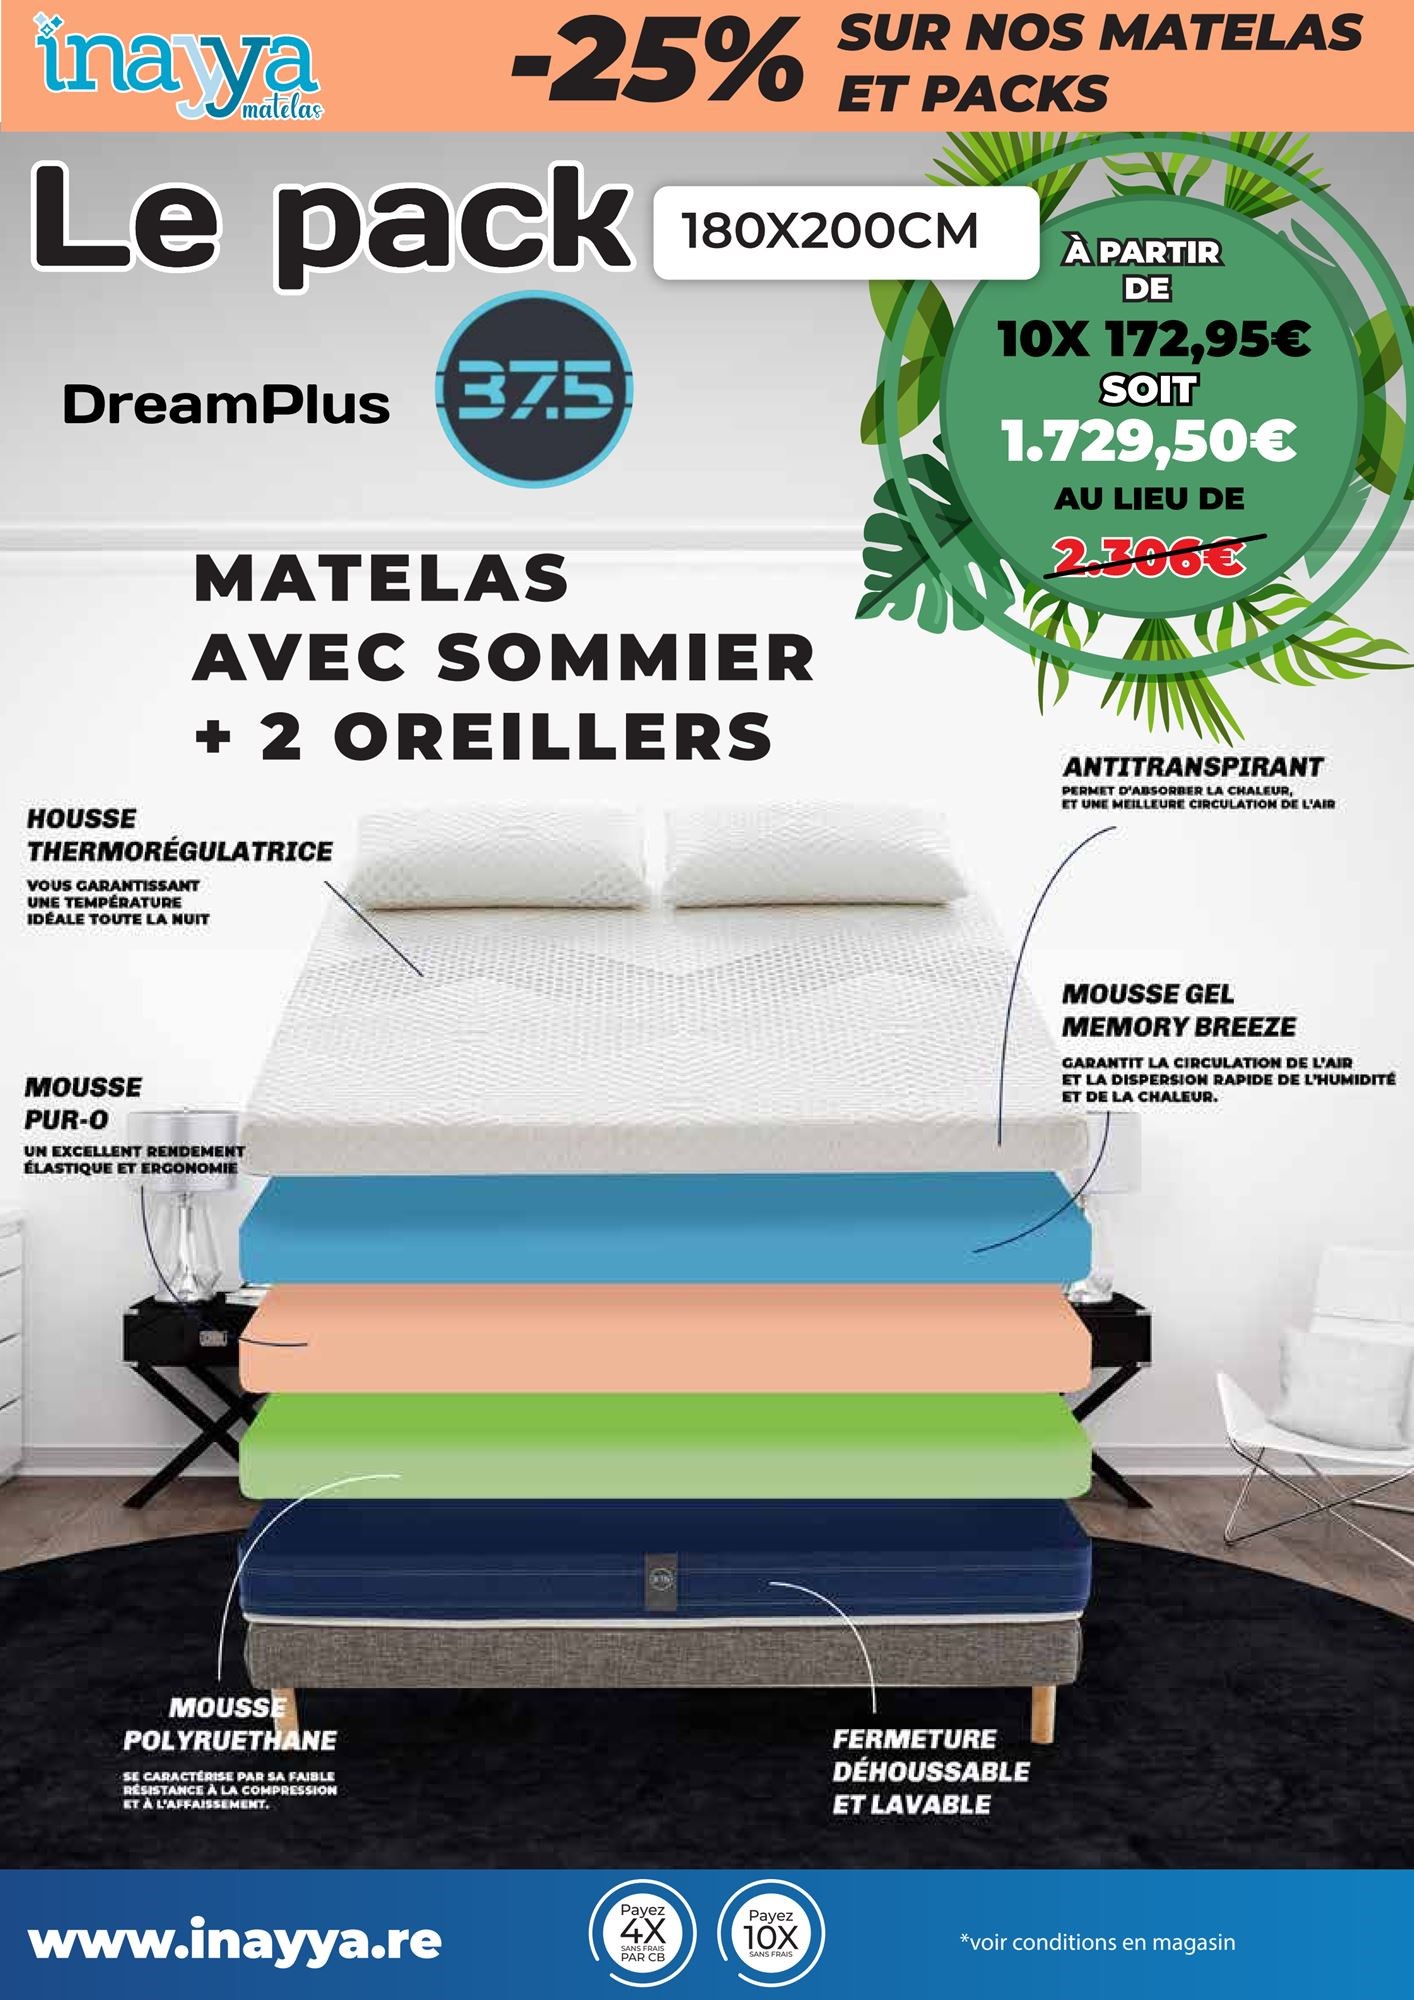 inayya
matelas
-25%
SUR NOS MATELAS
ET PACKS
Le pack
180X200CM
À PARTIR
DE
10X 172,95€
SOIT
1.729,50€
AU LIEU DE
2.306€
DreamPlus
37.5
MATELAS
AVEC SOMMIER
+ 2 OREILLERS
ANTITRANSPIRANT
PERMET D'ABSORBER LA CHALEUR,
ET UNE MEILLEURE CIRCULATION DE L'AIR
HOUSSE
THERMORÉGULATRICE
VOUS GARANTISSANT
UNE TEMPÉRATURE
IDÉALE TOUTE LA NUIT
MOUSSE GEL
MEMORY BREEZE
GARANTIT LA CIRCULATION DE L'AIR
ET LA DISPERSION RAPIDE DE L'HUMIDITÉ
ET DE LA CHALEUR.
MOUSSE
PUR-O
UN EXCELLENT RENDEMENT
ÉLASTIQUE ET ERGONOMIE
37.5
MOUSSE
POLYRUETHANE
SE CARACTÉRISE PAR SA FAIBLE
RÉSISTANCE À LA COMPRESSION
ET À L'AFFAISSEMENT.
FERMETURE
DÉHOUSSABLE
ET LAVABLE
www.inayya.re
Payez
4X
SANS FRAIS
PAR CB
Payez
10X
SANS FRAIS
*voir conditions en magasin